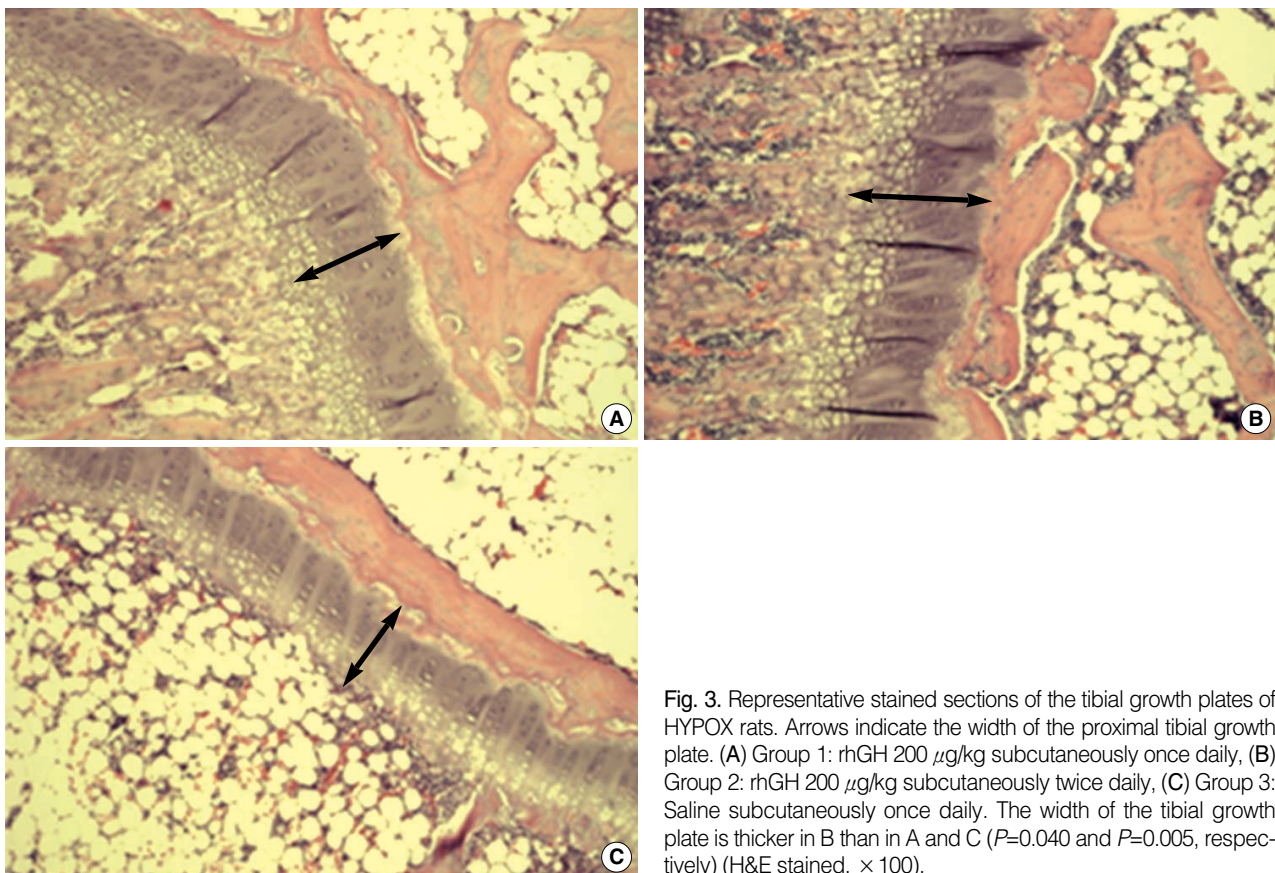 A
B
C
Fig. 3. Representative stained sections of the tibial growth plates of
HYPOX rats. Arrows indicate the width of the proximal tibial growth
plate. (A) Group 1: rhGH 200 μg/kg subcutaneously once daily, (B)
Group 2: rhGH 200 μg/kg subcutaneously twice daily, (C) Group 3:
Saline subcutaneously once daily. The width of the tibial growth
plate is thicker in B than in A and C (P=0.040 and P=0.005, respec-
tively) (H&E stained, ×100).